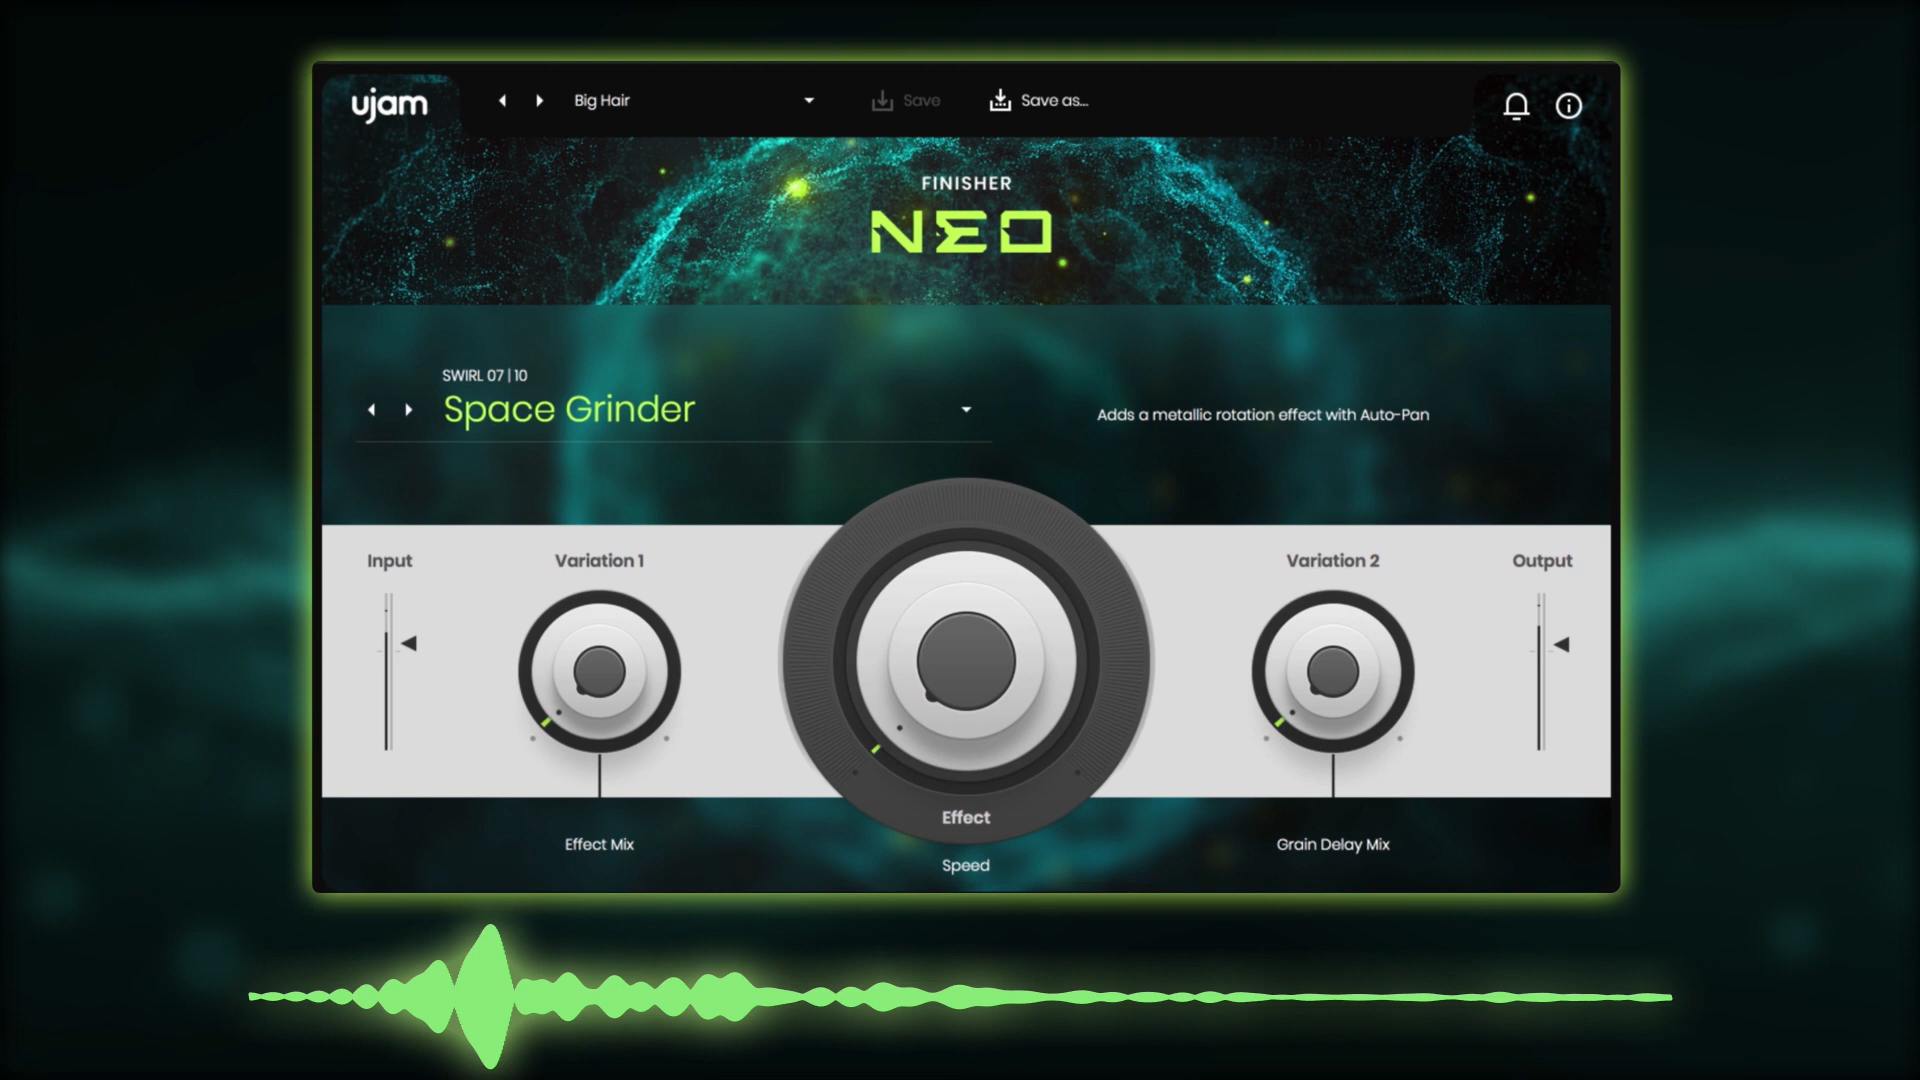 ujam
Big Hair
Save
Save as...
FINISHER
NEO
SWIRL 07 | 10
Space Grinder
Adds a metallic rotation effect with Auto-Pan
Input
Variation 1
Variation 2
Output
Effect
Effect Mix
Speed
Grain Delay Mix